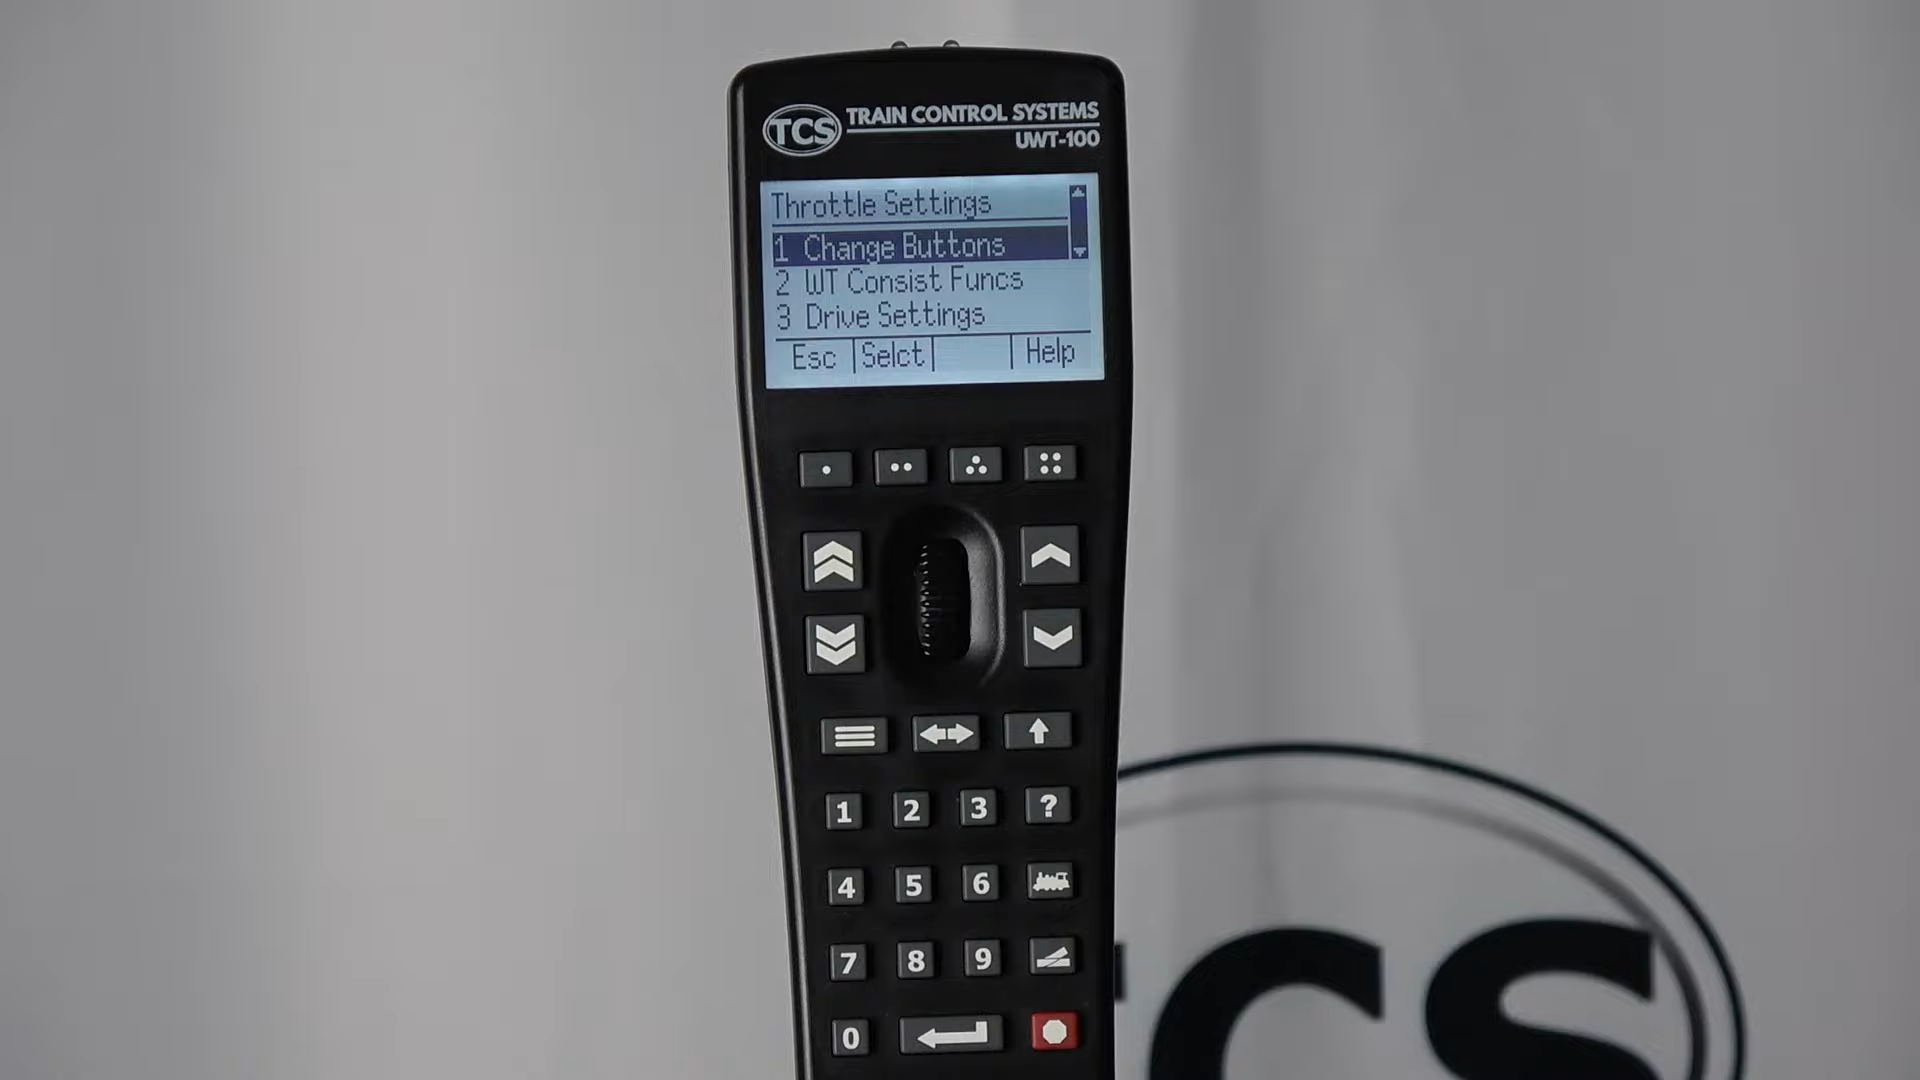 TCS TRAIN CONTROL SYSTEMS
UWT-100
Throttle Settings
1 Change Buttons
2 WT Consist Funcs
3 Drive Settings
Esc Selct Help
1 2 3 ?
4 5 6
7 8 9
0
CS